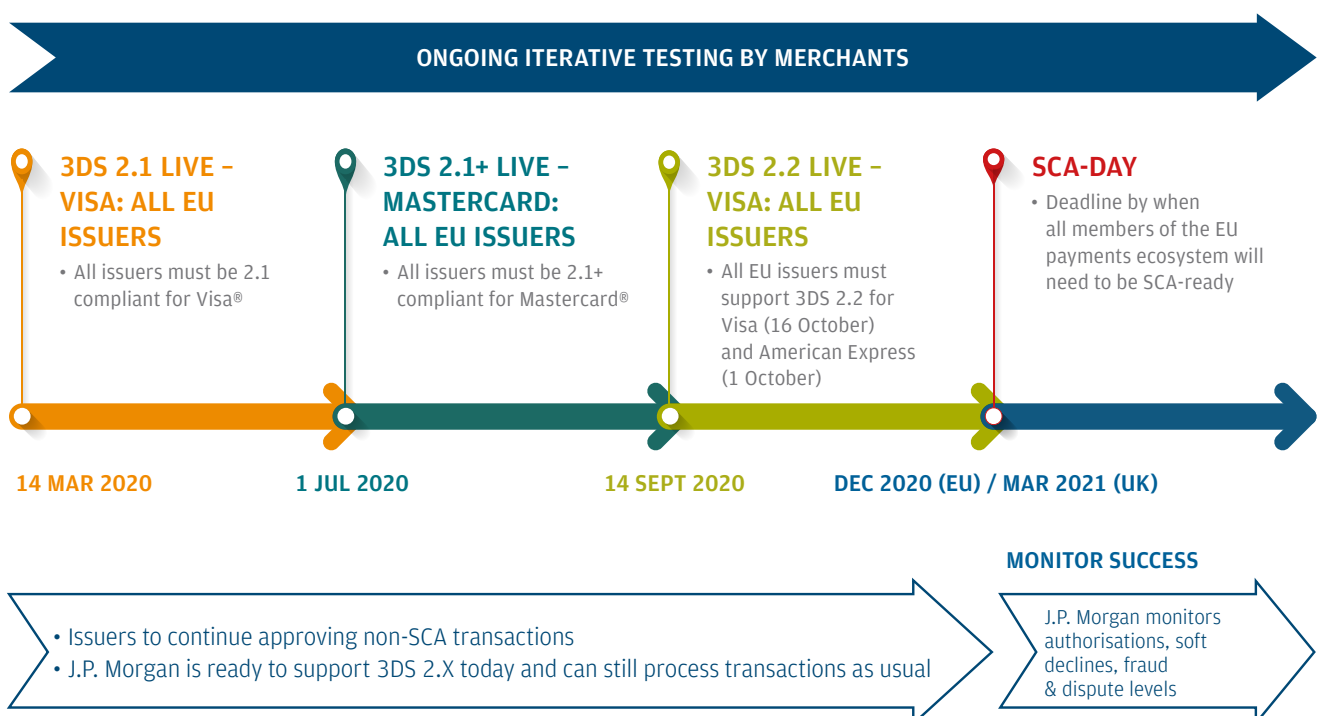 ONGOING ITERATIVE TESTING BY MERCHANTS
3DS 2.1 LIVE –
VISA: ALL EU
ISSUERS
• All issuers must be 2.1
compliant for Visa®
3DS 2.1+ LIVE –
MASTERCARD:
ALL EU ISSUERS
• All issuers must be 2.1+
compliant for Mastercard®
3DS 2.2 LIVE –
VISA: ALL EU
ISSUERS
• All EU issuers must
support 3DS 2.2 for
Visa (16 October)
and American Express
(1 October)
SCA-DAY
• Deadline by when
all members of the EU
payments ecosystem will
need to be SCA-ready
14 MAR 2020
1 JUL 2020
14 SEPT 2020
DEC 2020 (EU) / MAR 2021 (UK)
• Issuers to continue approving non-SCA transactions
• J.P. Morgan is ready to support 3DS 2.X today and can still process transactions as usual
MONITOR SUCCESS
J.P. Morgan monitors
authorisations, soft
declines, fraud
& dispute levels